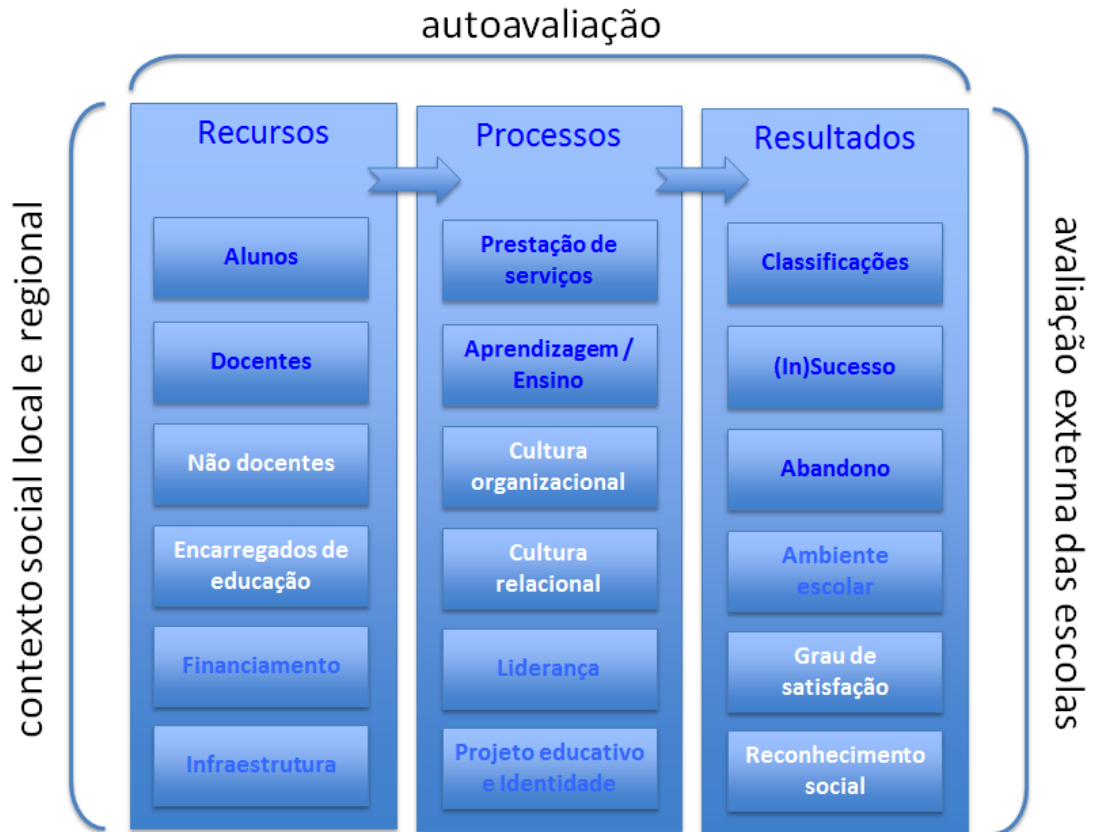 autoavaliação
contexto social local e regional
Recursos
Alunos
Docentes
Não docentes
Encarregados de
educação
Financiamento
Infraestrutura
Processos
Prestação de
serviços
Aprendizagem /
Ensino
Cultura
organizacional
Cultura
relacional
Liderança
Projeto educativo
e Identidade
Resultados
Classificações
(In)Sucesso
Abandono
Ambiente
escolar
Grau de
satisfação
Reconhecimento
social
avaliação externa das escolas